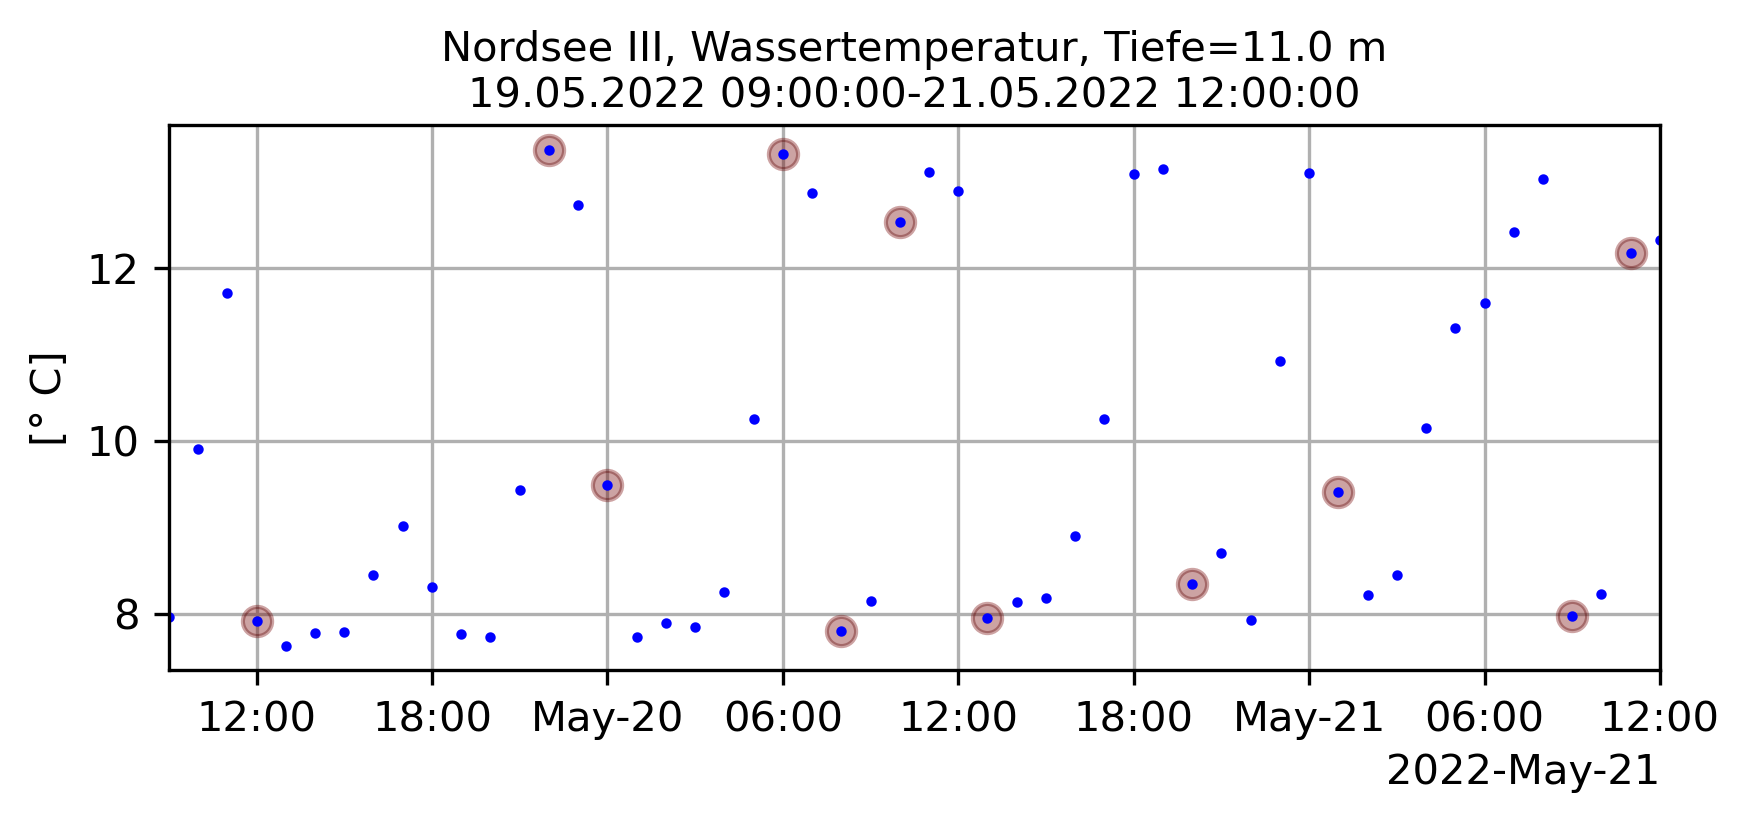 Nordsee III, Wassertemperatur, Tiefe=11.0 m
19.05.2022 09:00:00-21.05.2022 12:00:00
12
10
8
[° C]
12:00 18:00 May-20 06:00 12:00 18:00 May-21 06:00 12:00
2022-May-21